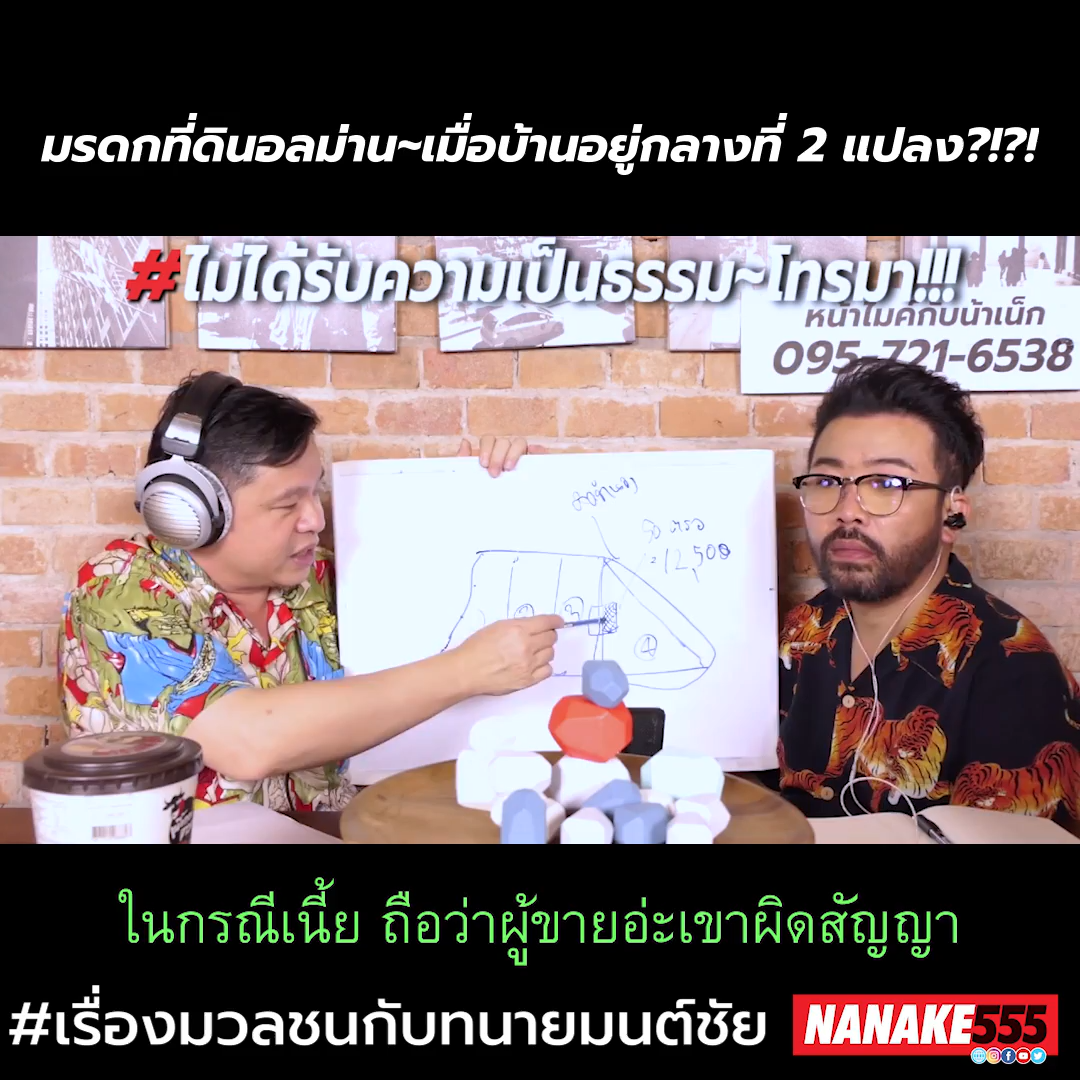 มรดกที่ดินอลม่าน~เมื่อบ้านอยู่กลางที่ 2 แปลง?!?!
#ไม่ได้รับความเป็นธรรม~โทรมา!!!
หน้าไมค์กับน้าเน็ก
095-721-6538
12,500
4
ในกรณีเนี้ย ถือว่าผู้ขายอ่ะเขาผิดสัญญา
#เรื่องมวลชนกับทนายมนต์ชัย
NANAKE555